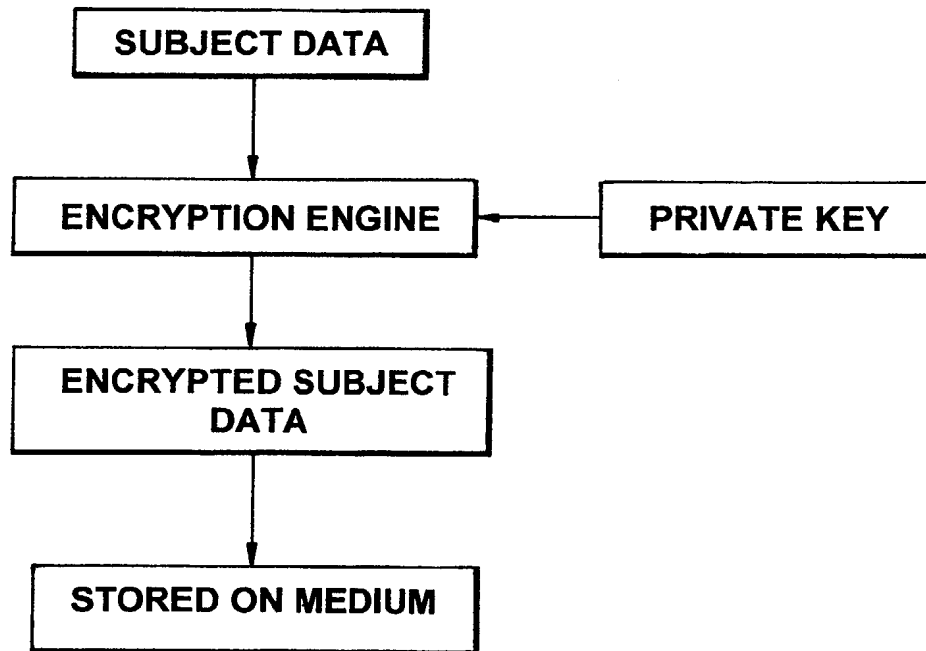 SUBJECT DATA
ENCRYPTION ENGINE
PRIVATE KEY
ENCRYPTED SUBJECT
DATA
STORED ON MEDIUM